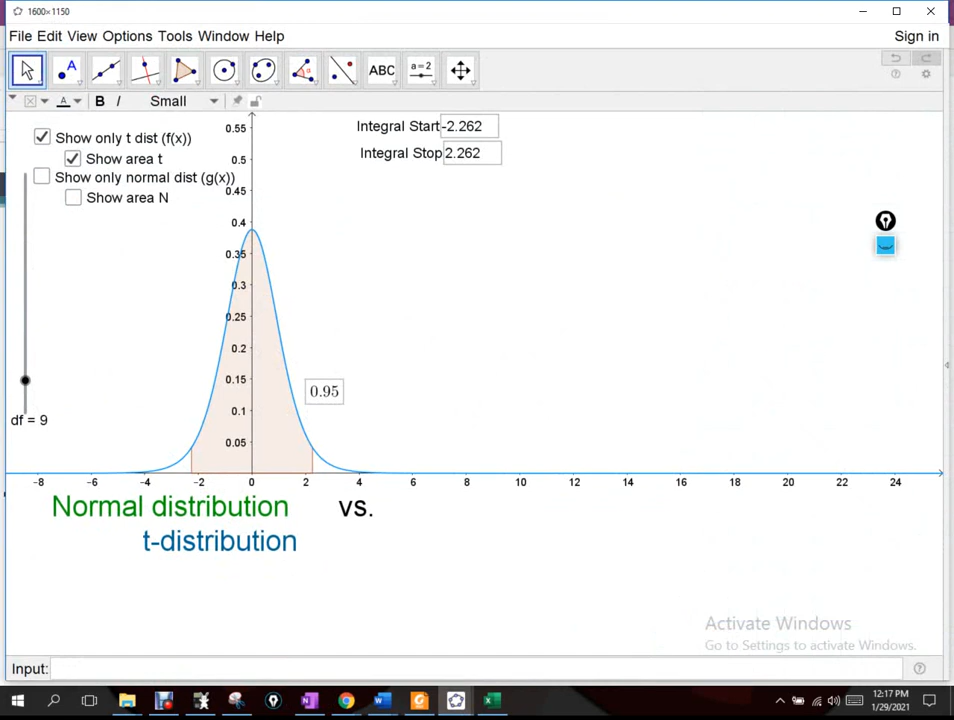 1600×1150
File Edit View Options Tools Window Help
Sign in
A
α
ABC
a=2
A B I Small
Show only t dist (f(x))
Show area t
Show only normal dist (g(x))
Show area N
Integral Start -2.262
Integral Stop 2.262
0.55
0.5
0.45
0.4
0.35
0.3
0.25
0.2
0.15
0.1
0.05
0.95
df = 9
-8 -6 -4 -2 0 2 4 6 8 10 12 14 16 18 20 22 24
Normal distribution vs.
t-distribution
Activate Windows
Go to Settings to activate Windows.
Input:
12:17 PM
1/29/2021